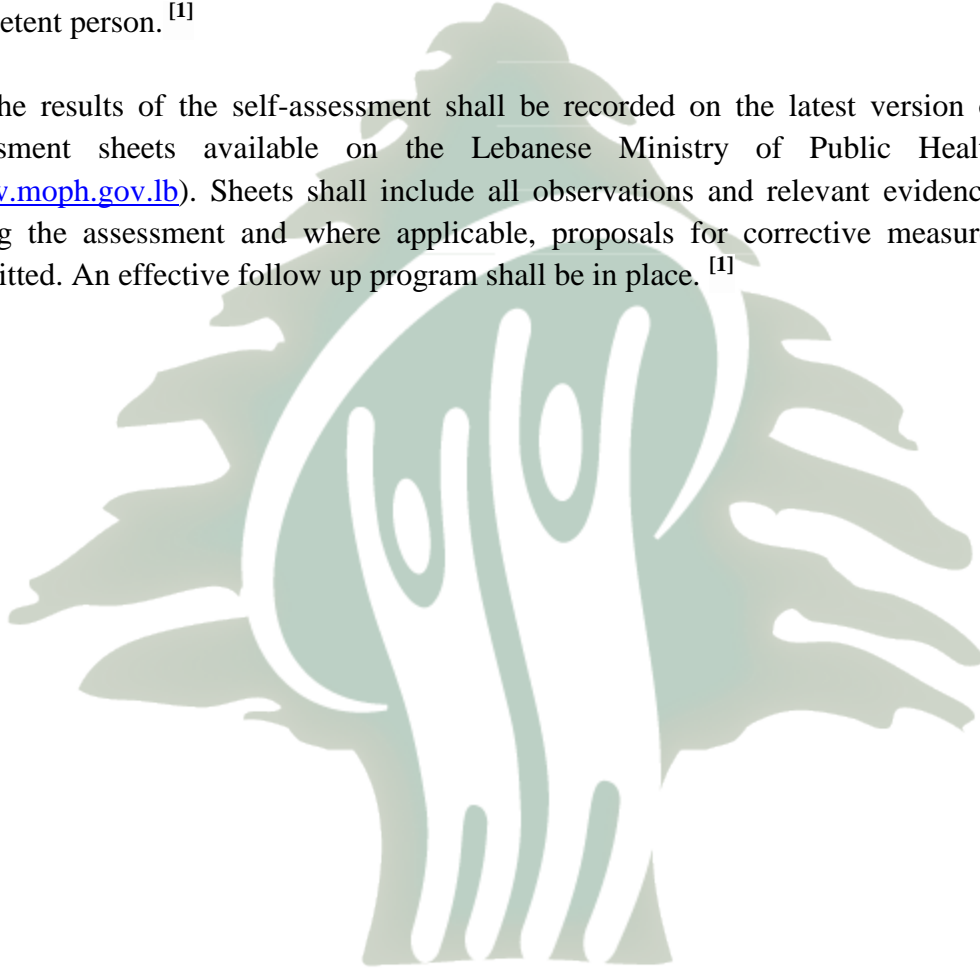 etent person. [1]
he results of the self-assessment shall be recorded on the latest version
sment sheets available on the Lebanese Ministry of Public Heal
v.moph.gov.lb). Sheets shall include all observations and relevant evidenc
g the assessment and where applicable, proposals for corrective measur
itted. An effective follow up program shall be in place. [1]